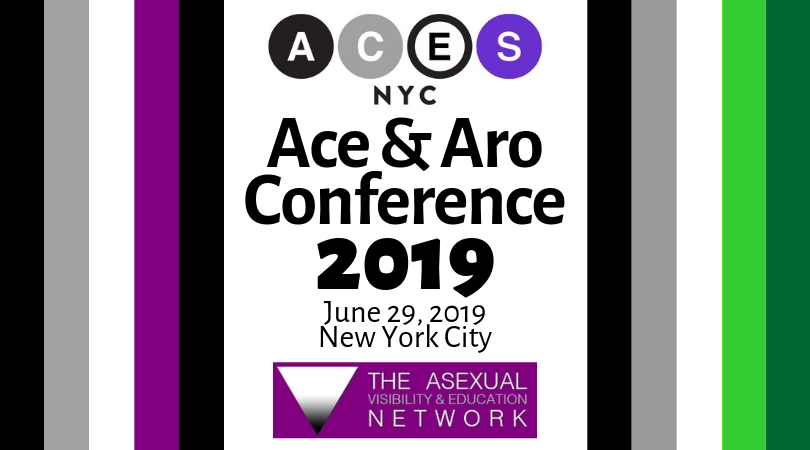 ACES
NYC
Ace & Aro
Conference
2019
June 29, 2019
New York City
THE ASEXUAL
VISIBILITY & EDUCATION
NETWORK